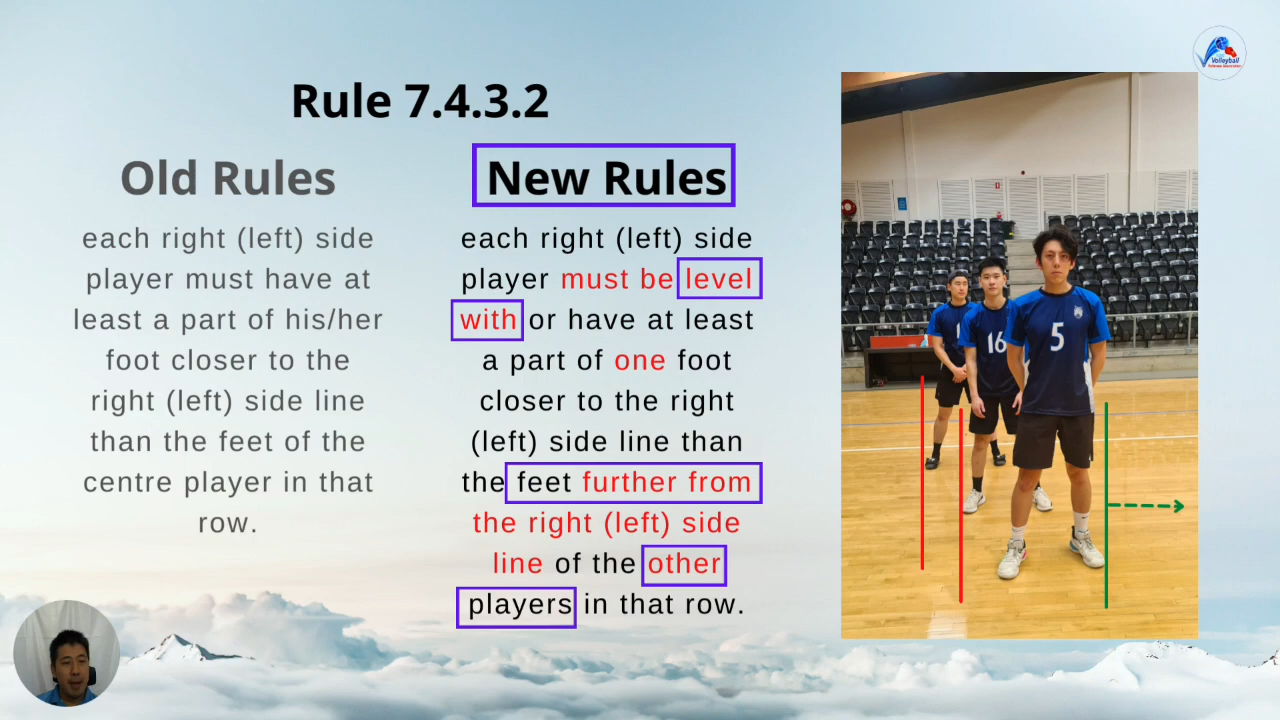 Rule 7.4.3.2
Old Rules
each right (left) side
player must have at
least a part of his/her
foot closer to the
right (left) side line
than the feet of the
centre player in that
row.
New Rules
each right (left) side
player must be level
with or have at least
a part of one foot
closer to the right
(left) side line than
the feet further from
the right (left) side
line of the other
players in that row.
Volleyball
16
5